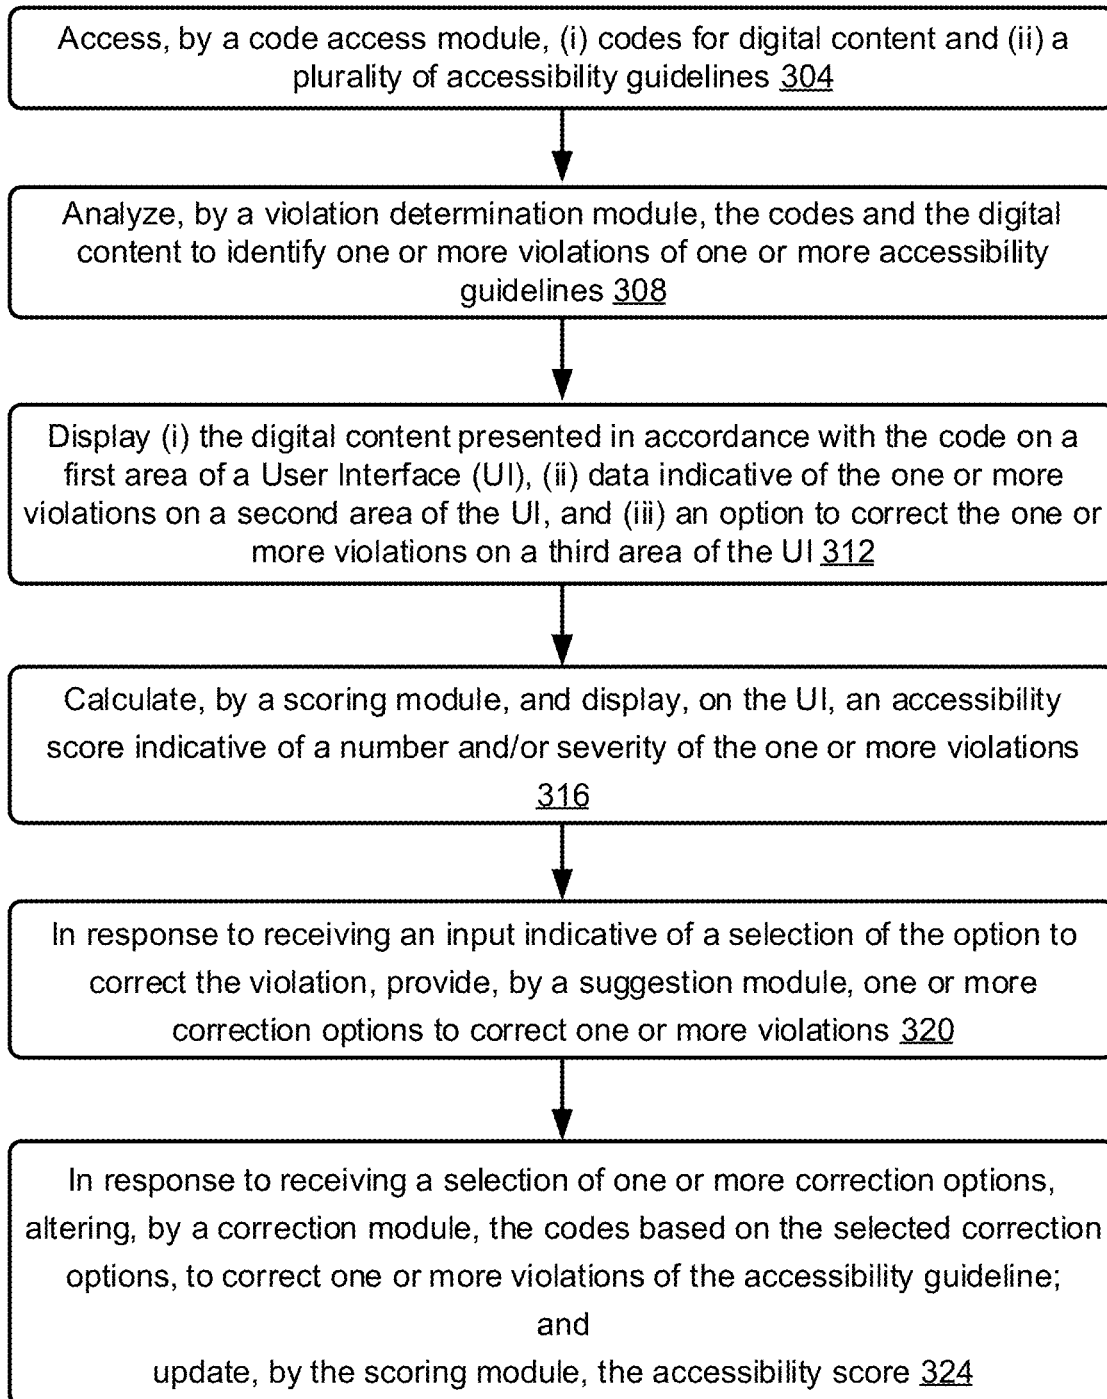 Access, by a code access module, (i) codes for digital content and (ii) a
plurality of accessibility guidelines 304
Analyze, by a violation determination module, the codes and the digital
content to identify one or more violations of one or more accessibility
guidelines 308
Display (i) the digital content presented in accordance with the code on a
first area of a User Interface (UI), (ii) data indicative of the one or more
violations on a second area of the UI, and (iii) an option to correct the one or
more violations on a third area of the UI 312
Calculate, by a scoring module, and display, on the UI, an accessibility
score indicative of a number and/or severity of the one or more violations
316
In response to receiving an input indicative of a selection of the option to
correct the violation, provide, by a suggestion module, one or more
correction options to correct one or more violations 320
In response to receiving a selection of one or more correction options,
altering, by a correction module, the codes based on the selected correction
options, to correct one or more violations of the accessibility guideline;
and
update, by the scoring module, the accessibility score 324